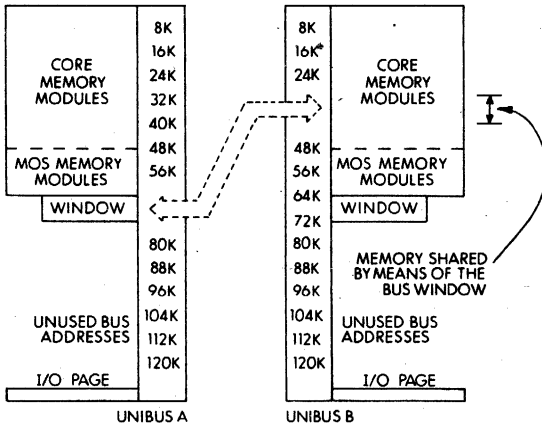 8K
16K
24K
32K
40K
48K
56K
80K
88K
96K
104K
112K
120K
CORE
MEMORY
MODULES
MOS MEMORY
MODULES
WINDOW
UNUSED BUS
ADDRESSES
I/O PAGE
UNIBUS A
8K
16K
24K
48K
56K
64K
72K
80K
88K
96K
104K
112K
120K
CORE
MEMORY
MODULES
MOS MEMORY
MODULES
WINDOW
MEMORY SHARED
BY MEANS OF THE
BUS WINDOW
UNUSED BUS
ADDRESSES
I/O PAGE
UNIBUS B